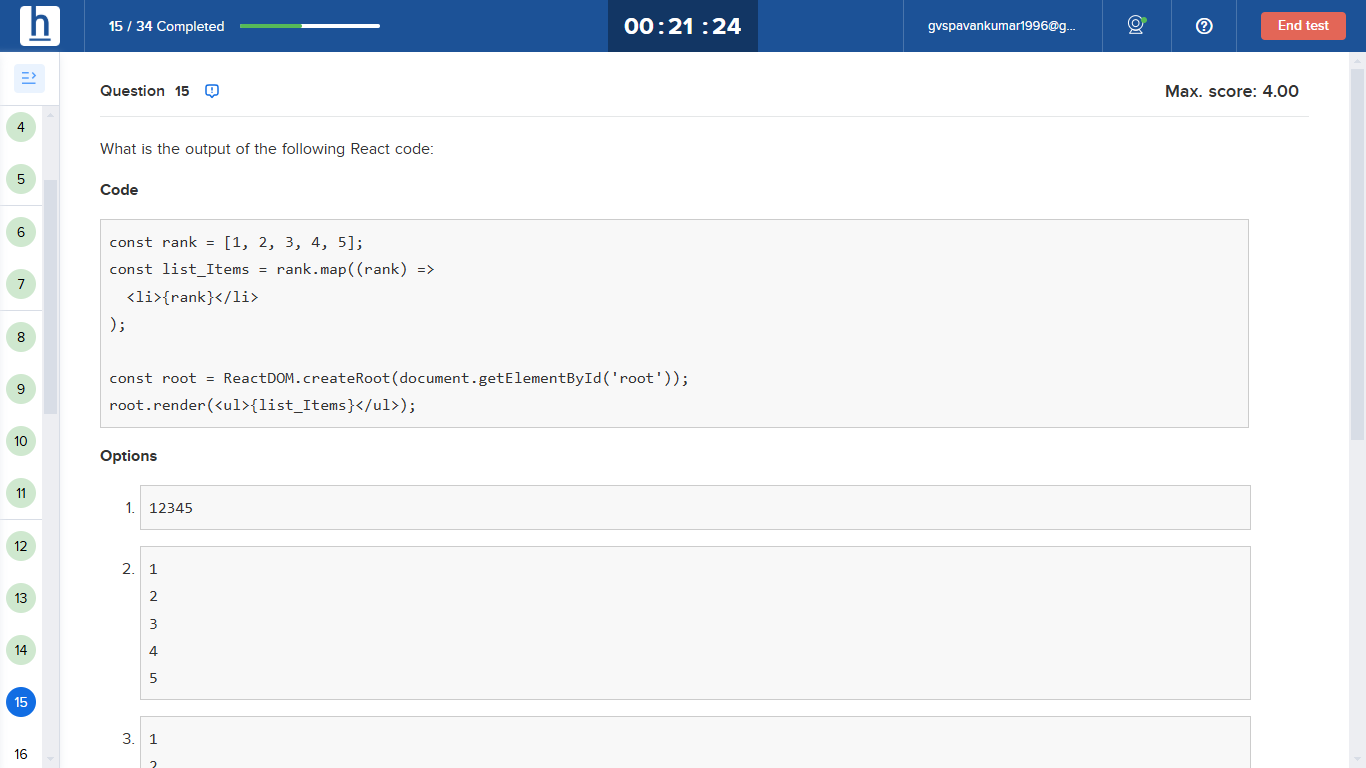 h
15 / 34 Completed
00 : 21 : 24
gvspavankumar1996@g...
End test
Question 15
Max. score: 4.00
4
5
6
7
8
9
10
11
12
13
14
15
16
What is the output of the following React code:
Code
const rank = [1, 2, 3, 4, 5];
const list_Items = rank.map((rank) =>
  <li>{rank}</li>
);
const root = ReactDOM.createRoot(document.getElementById('root'));
root.render(<ul>{list_Items}</ul>);
Options
1. 12345
2. 1
2
3
4
5
3. 1
2